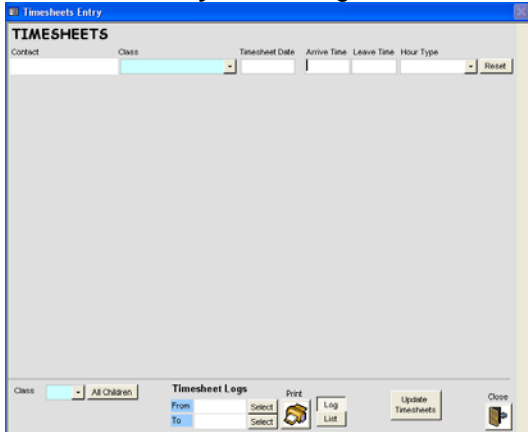 Timesheets Entry
TIMESHEETS
Contact Class Timesheet Date Arrive Time Leave Time Hour Type
Reset
Class All Children Timesheet Logs Print Close
From Select Log Update Timesheets
To Select List